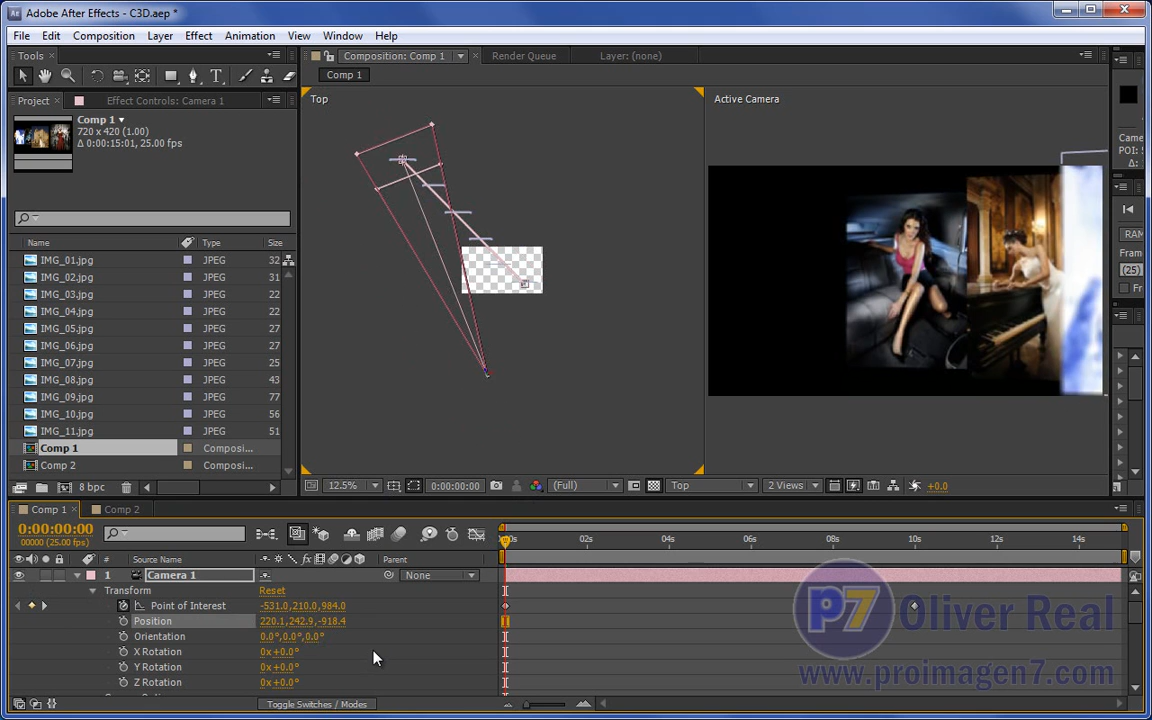 Adobe After Effects - C3D.aep *
File Edit Composition Layer Effect Animation View Window Help
Tools
Composition: Comp 1
Render Queue
Layer: (none)
Comp 1
Project
Effect Controls: Camera 1
Top
Active Camera
Comp 1
720 x 420 (1.00)
Δ 0:00:15:01, 25.00 fps
Came
POI: 5
Δ:
RAM
Fram
(25)
Fr
Name Type Size
IMG_01.jpg JPEG 32
IMG_02.jpg JPEG 31
IMG_03.jpg JPEG 32
IMG_04.jpg JPEG 22
IMG_05.jpg JPEG 27
IMG_06.jpg JPEG 27
IMG_07.jpg JPEG 25
IMG_08.jpg JPEG 43
IMG_09.jpg JPEG 77
IMG_10.jpg JPEG 56
IMG_11.jpg JPEG 51
Comp 1 Composi...
Comp 2 Composi...
8 bpc
12.5% 0:00:00:00 (Full) Top 2 Views +0.0
Comp 1
Comp 2
0:00:00:00
00000 (25.00 fps)
:00s 02s 04s 06s 08s 10s 12s 14s
# Source Name fx Parent
1 Camera 1 None
Transform Reset
Point of Interest -531.0,210.0,984.0
Position 220.1,242.9,-918.4
Orientation 0.0°,0.0°,0.0°
X Rotation 0x+0.0°
Y Rotation 0x+0.0°
Z Rotation 0x+0.0°
Toggle Switches / Modes
p7 Oliver Real
www.proimagen7.com